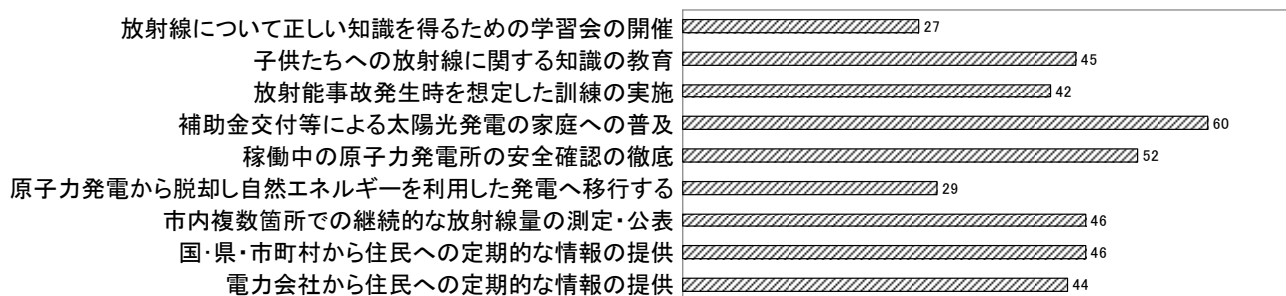 放射線について正しい知識を得るための学習会の開催 27
子供たちへの放射線に関する知識の教育 45
放射能事故発生時を想定した訓練の実施 42
補助金交付等による太陽光発電の家庭への普及 60
稼働中の原子力発電所の安全確認の徹底 52
原子力発電から脱却し自然エネルギーを利用した発電へ移行する 29
市内複数箇所での継続的な放射線量の測定・公表 46
国・県・市町村から住民への定期的な情報の提供 46
電力会社から住民への定期的な情報の提供 44